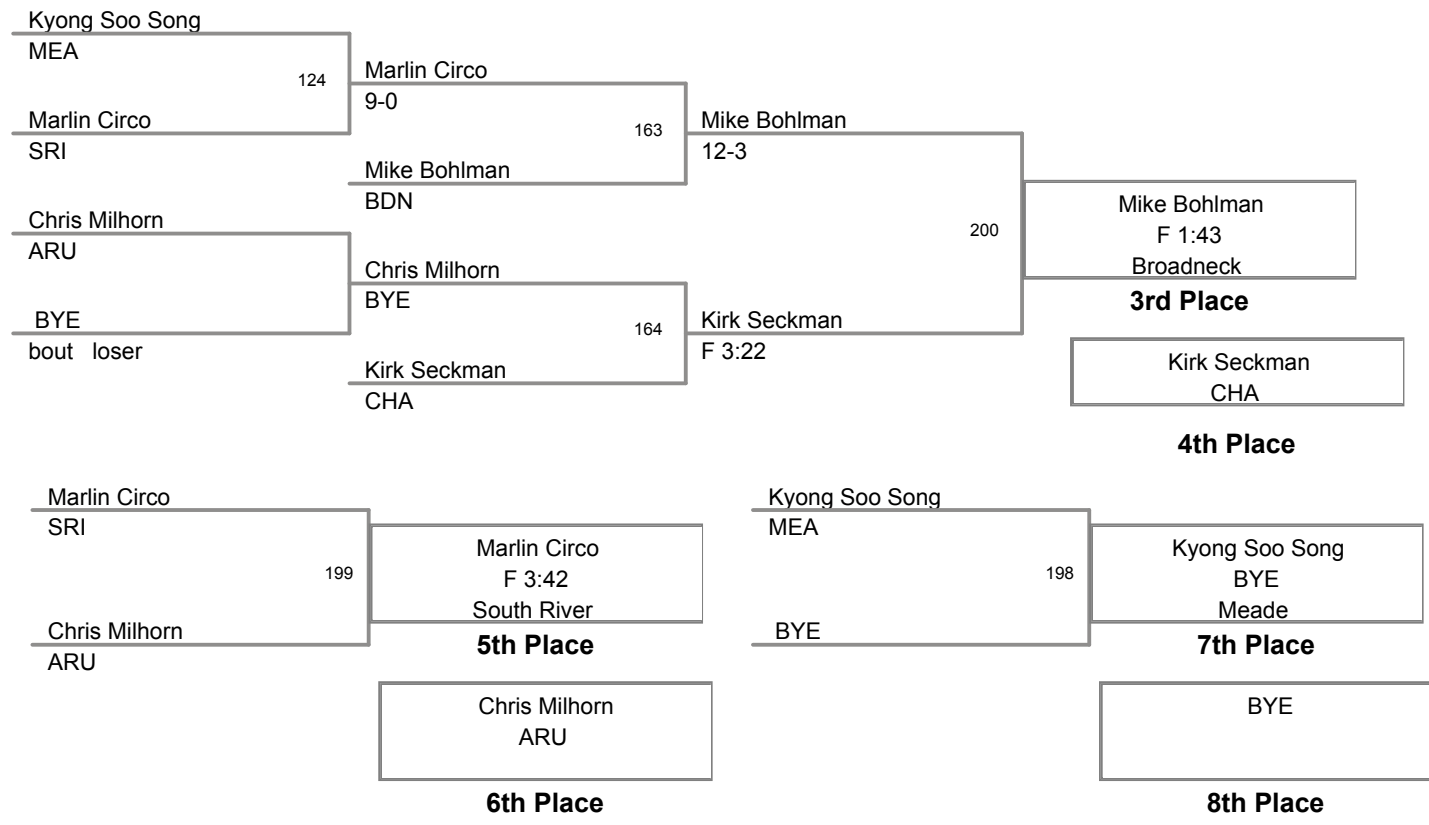 Kyong Soo Song
MEA
124
Marlin Circo
9-0
Marlin Circo
SRI
163
Mike Bohlman
12-3
Mike Bohlman
BDN
Chris Milhorn
ARU
200
Mike Bohlman
F 1:43
Broadneck
3rd Place
Chris Milhorn
BYE
BYE
bout loser
164
Kirk Seckman
F 3:22
Kirk Seckman
CHA
Kirk Seckman
CHA
4th Place
Marlin Circo
SRI
199
Marlin Circo
F 3:42
South River
5th Place
Chris Milhorn
ARU
Chris Milhorn
ARU
6th Place
Kyong Soo Song
MEA
198
Kyong Soo Song
BYE
Meade
7th Place
BYE
BYE
8th Place